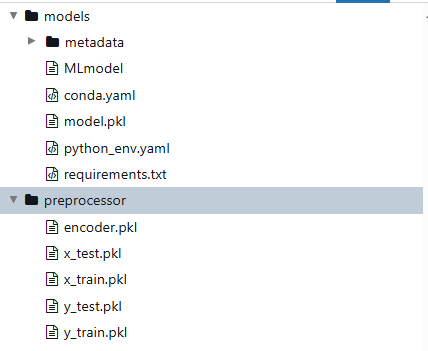 models
metadata
MLmodel
conda.yaml
model.pkl
python_env.yaml
requirements.txt
preprocessor
encoder.pkl
x_test.pkl
x_train.pkl
y_test.pkl
y_train.pkl